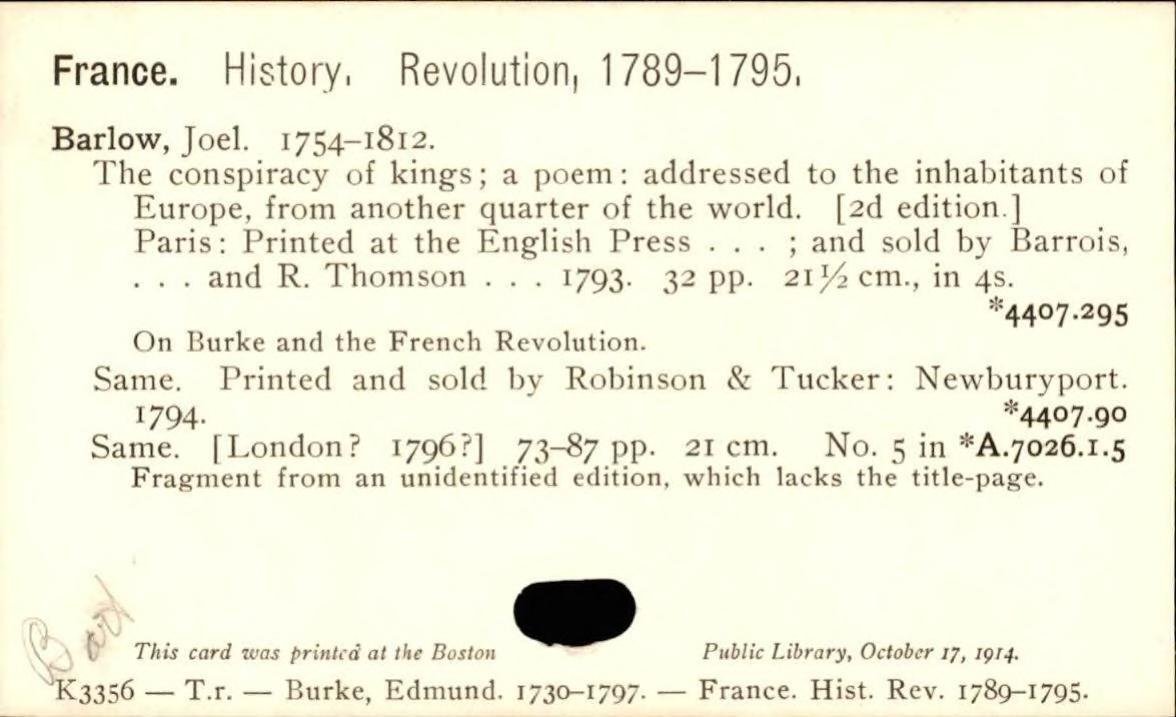 France. History. Revolution, 1789–1795.
Barlow, Joel. 1754–1812.
The conspiracy of kings; a poem: addressed to the inhabitants of
Europe, from another quarter of the world. [2d edition.]
Paris: Printed at the English Press . . . ; and sold by Barrois,
. . . and R. Thomson . . . 1793. 32 pp. 21½ cm., in 4s.
*4407.295
On Burke and the French Revolution.
Same. Printed and sold by Robinson & Tucker: Newburyport.
1794. *4407.90
Same. [London? 1796?] 73–87 pp. 21 cm. No. 5 in *A.7026.1.5
Fragment from an unidentified edition, which lacks the title-page.
This card was printed at the Boston Public Library, October 17, 1914.
K3356 — T.r. — Burke, Edmund. 1730–1797. — France. Hist. Rev. 1789–1795.